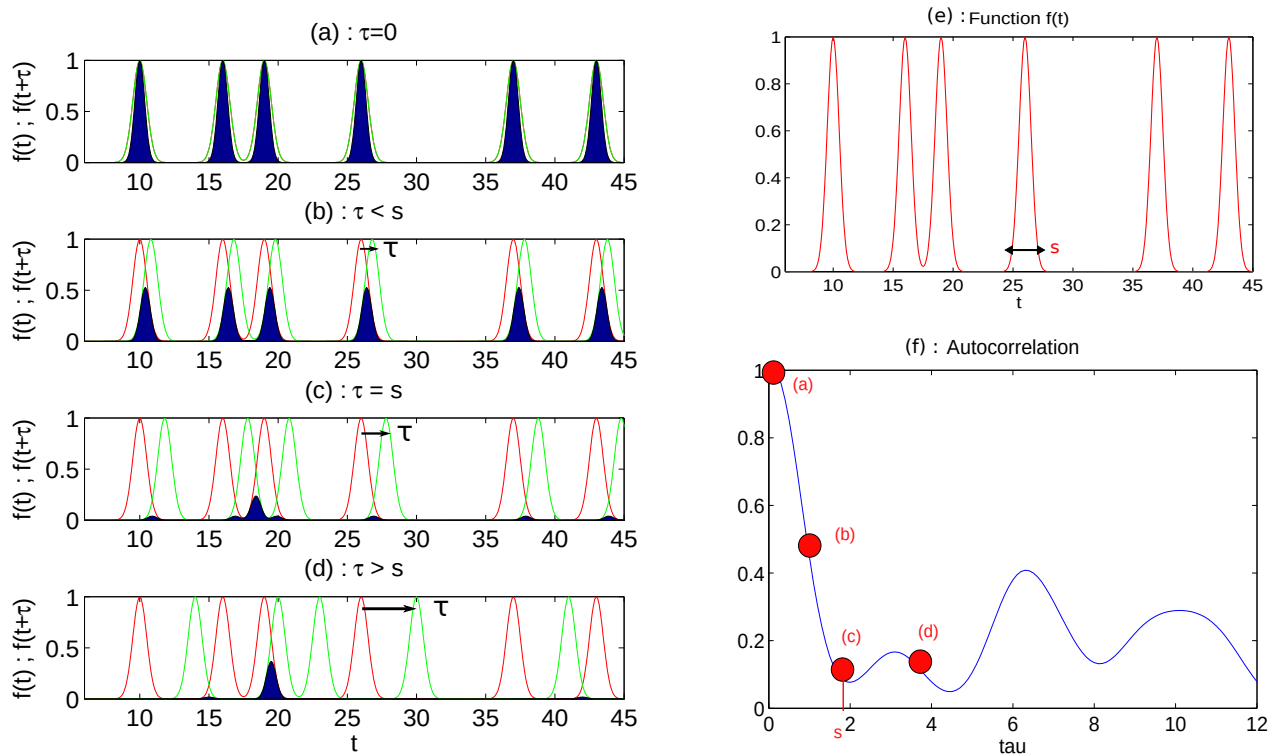 (a) : τ=0
f(t) ; f(t+τ)
1
0.5
0
10 15 20 25 30 35 40 45
(b) : τ < s
f(t) ; f(t+τ)
1
0.5
0
τ
10 15 20 25 30 35 40 45
(c) : τ = s
f(t) ; f(t+τ)
1
0.5
0
τ
10 15 20 25 30 35 40 45
(d) : τ > s
f(t) ; f(t+τ)
1
0.5
0
τ
10 15 20 25 30 35 40 45
t
(e) : Function f(t)
1
0.8
0.6
0.4
0.2
0
s
10 15 20 25 30 35 40 45
t
(f) : Autocorrelation
1
0.8
0.6
0.4
0.2
0
(a)
(b)
(c)
(d)
0 2 4 6 8 10 12
s
tau